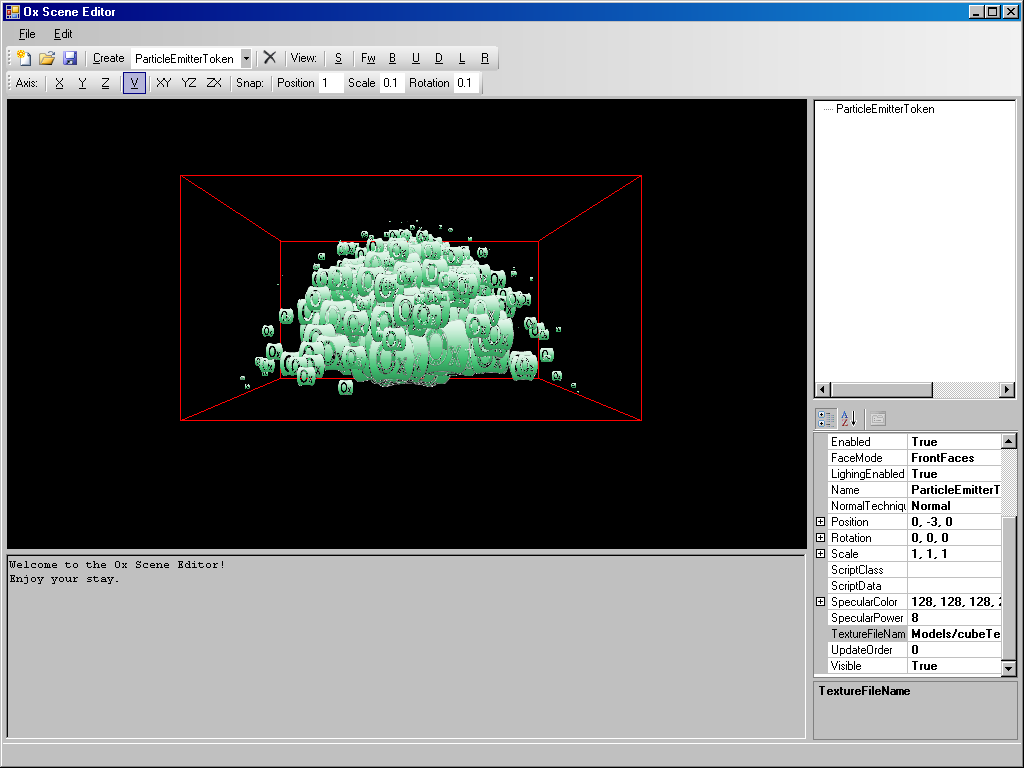 Ox Scene Editor
File Edit
Create ParticleEmitterToken View: S Fw B U D L R
Axis: X Y Z V XY YZ ZX Snap: Position 1 Scale 0.1 Rotation 0.1
ParticleEmitterToken
Enabled True
FaceMode FrontFaces
LighingEnabled True
Name ParticleEmitterT
NormalTechniqu Normal
Position 0, -3, 0
Rotation 0, 0, 0
Scale 1, 1, 1
ScriptClass
ScriptData
SpecularColor 128, 128, 128, 2
SpecularPower 8
TextureFileNam Models/cubeTe
UpdateOrder 0
Visible True
TextureFileName
Welcome to the Ox Scene Editor!
Enjoy your stay.